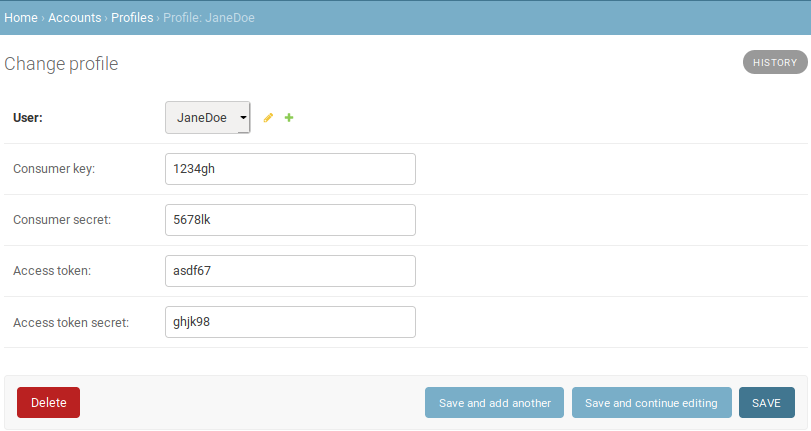 Home › Accounts › Profiles › Profile: JaneDoe
Change profile
HISTORY
User: JaneDoe
Consumer key: 1234gh
Consumer secret: 5678lk
Access token: asdf67
Access token secret: ghjk98
Delete Save and add another Save and continue editing SAVE